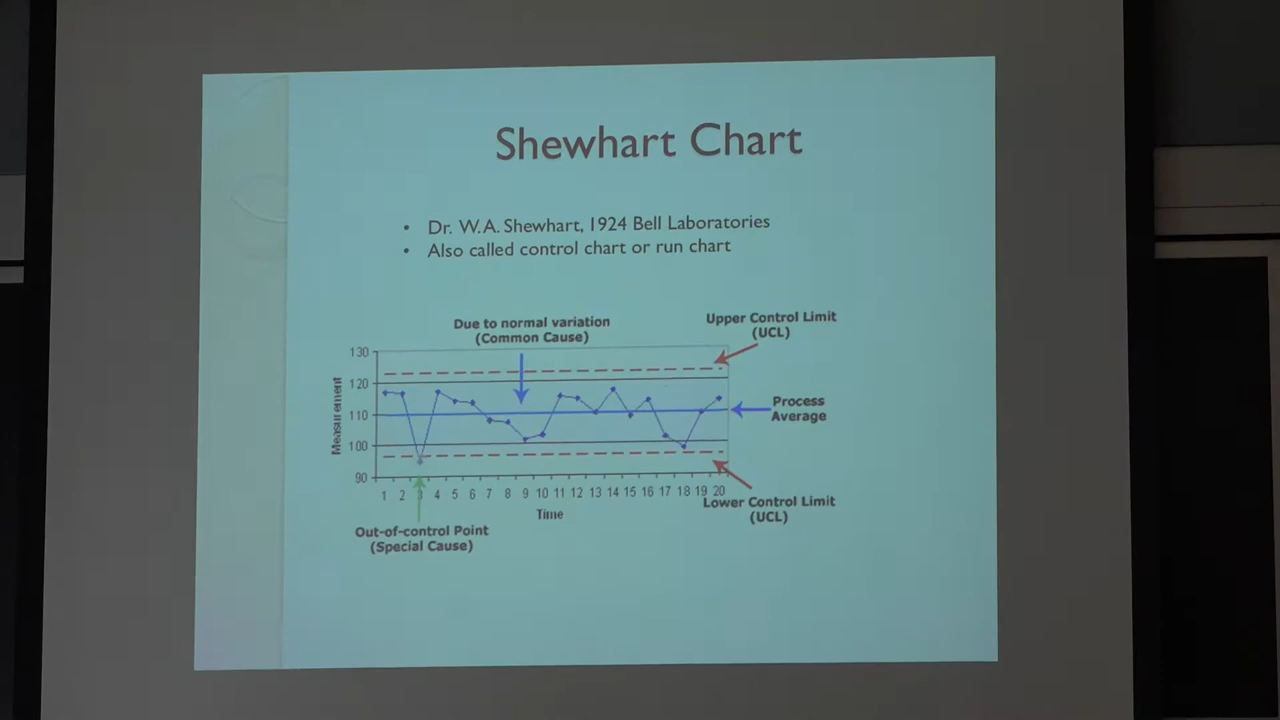 Shewhart Chart
• Dr. W.A. Shewhart, 1924 Bell Laboratories
• Also called control chart or run chart
Due to normal variation
(Common Cause)
Upper Control Limit
(UCL)
130
120
110
100
90
Measurement
Process
Average
1 2 3 4 5 6 7 8 9 10 11 12 13 14 15 16 17 18 19 20
Time
Lower Control Limit
(UCL)
Out-of-control Point
(Special Cause)